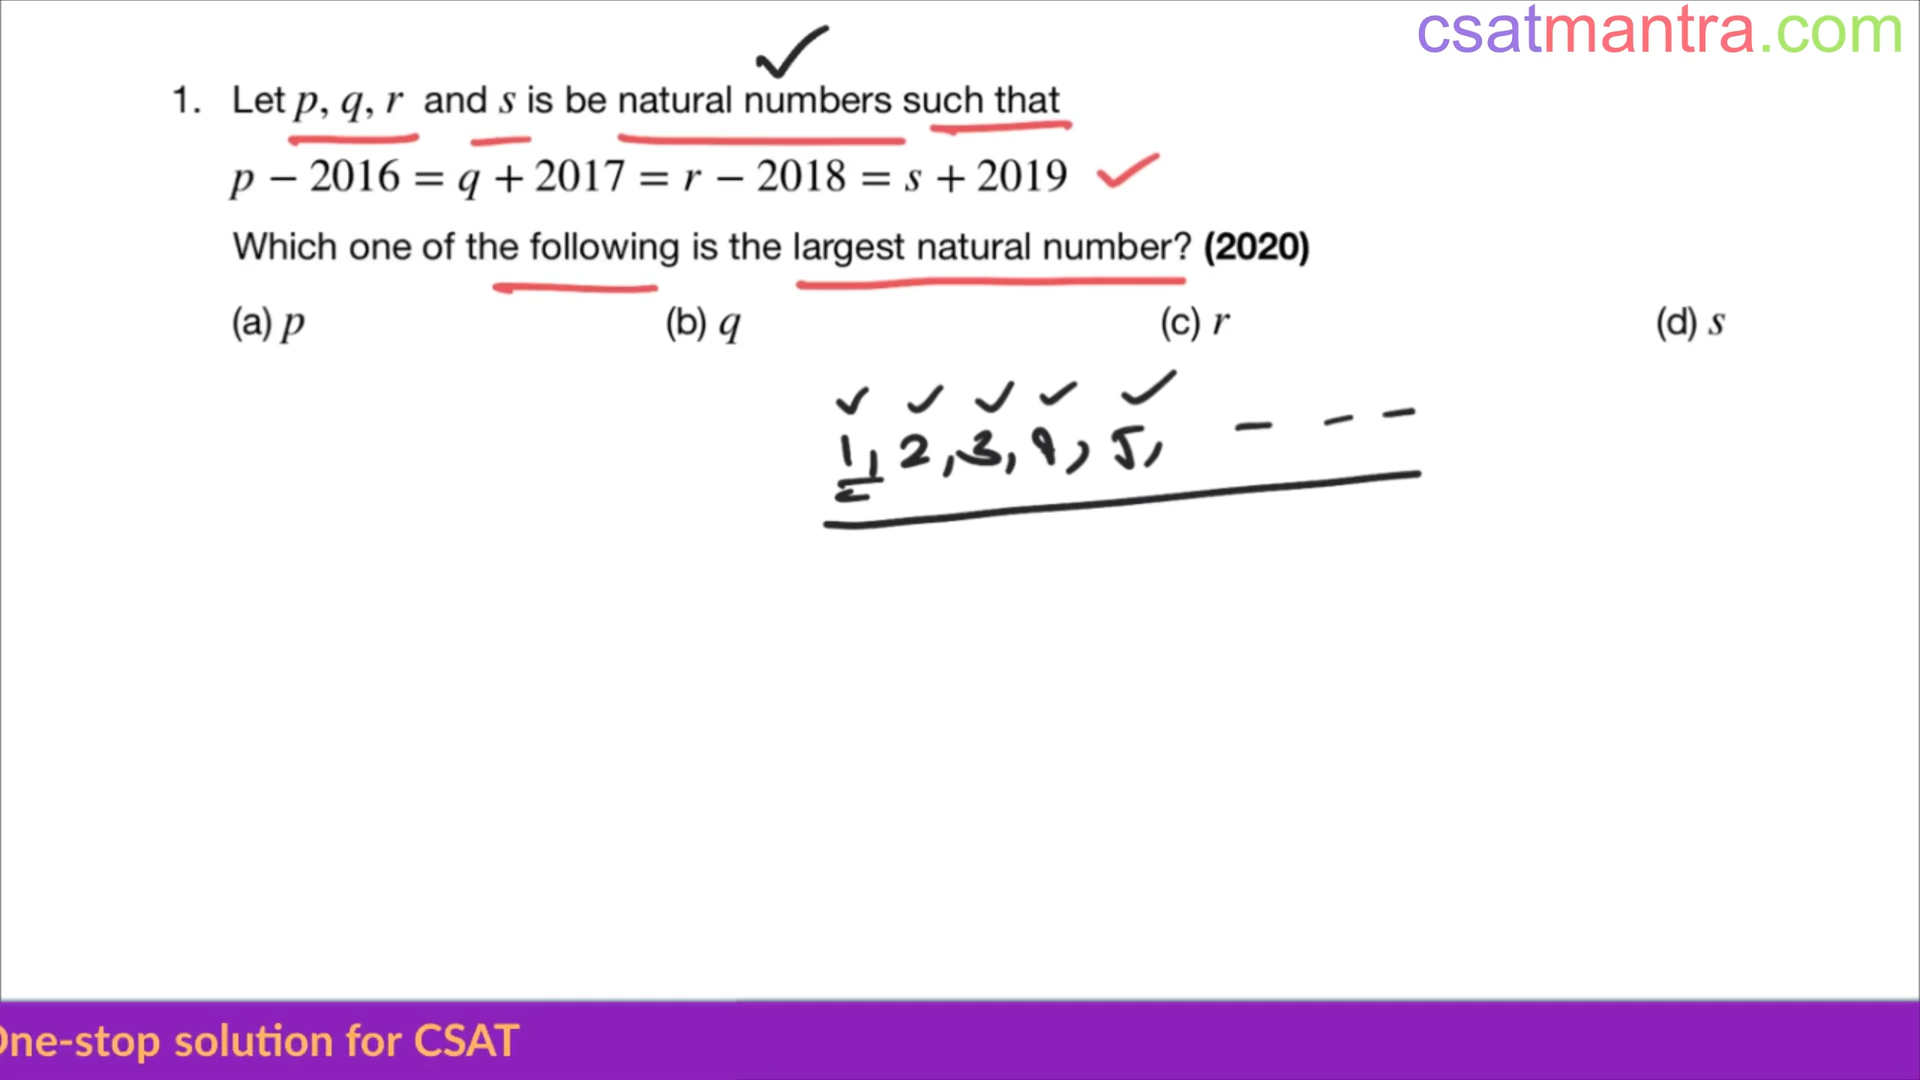 csatmantra.com
1. Let p, q, r and s is be natural numbers such that
p − 2016 = q + 2017 = r − 2018 = s + 2019
Which one of the following is the largest natural number? (2020)
(a) p (b) q (c) r (d) s
1, 2, 3, 4, 5, - - -
One-stop solution for CSAT